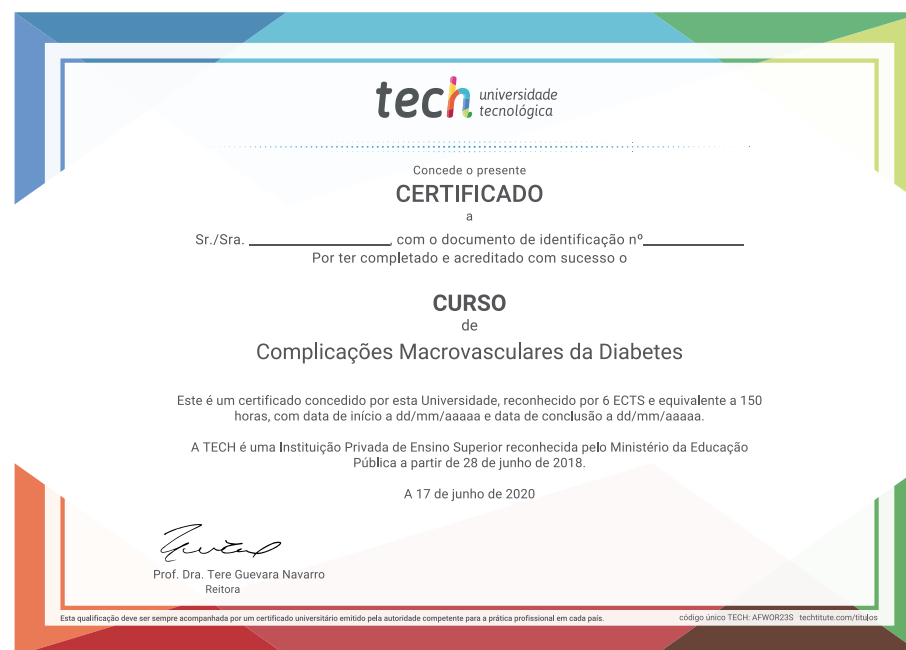 tech universidade
tecnológica
Concede o presente
CERTIFICADO
a
Sr./Sra. ________________, com o documento de identificação nº____________
Por ter completado e acreditado com sucesso o
CURSO
de
Complicações Macrovasculares da Diabetes
Este é um certificado concedido por esta Universidade, reconhecido por 6 ECTS e equivalente a 150
horas, com data de início a dd/mm/aaaaa e data de conclusão a dd/mm/aaaaa.
A TECH é uma Instituição Privada de Ensino Superior reconhecida pelo Ministério da Educação
Pública a partir de 28 de junho de 2018.
A 17 de junho de 2020
Prof. Dra. Tere Guevara Navarro
Reitora
Esta qualificação deve ser sempre acompanhada por um certificado universitário emitido pela autoridade competente para a prática profissional em cada país.
código único TECH: AFWOR23S techtitute.com/titulos